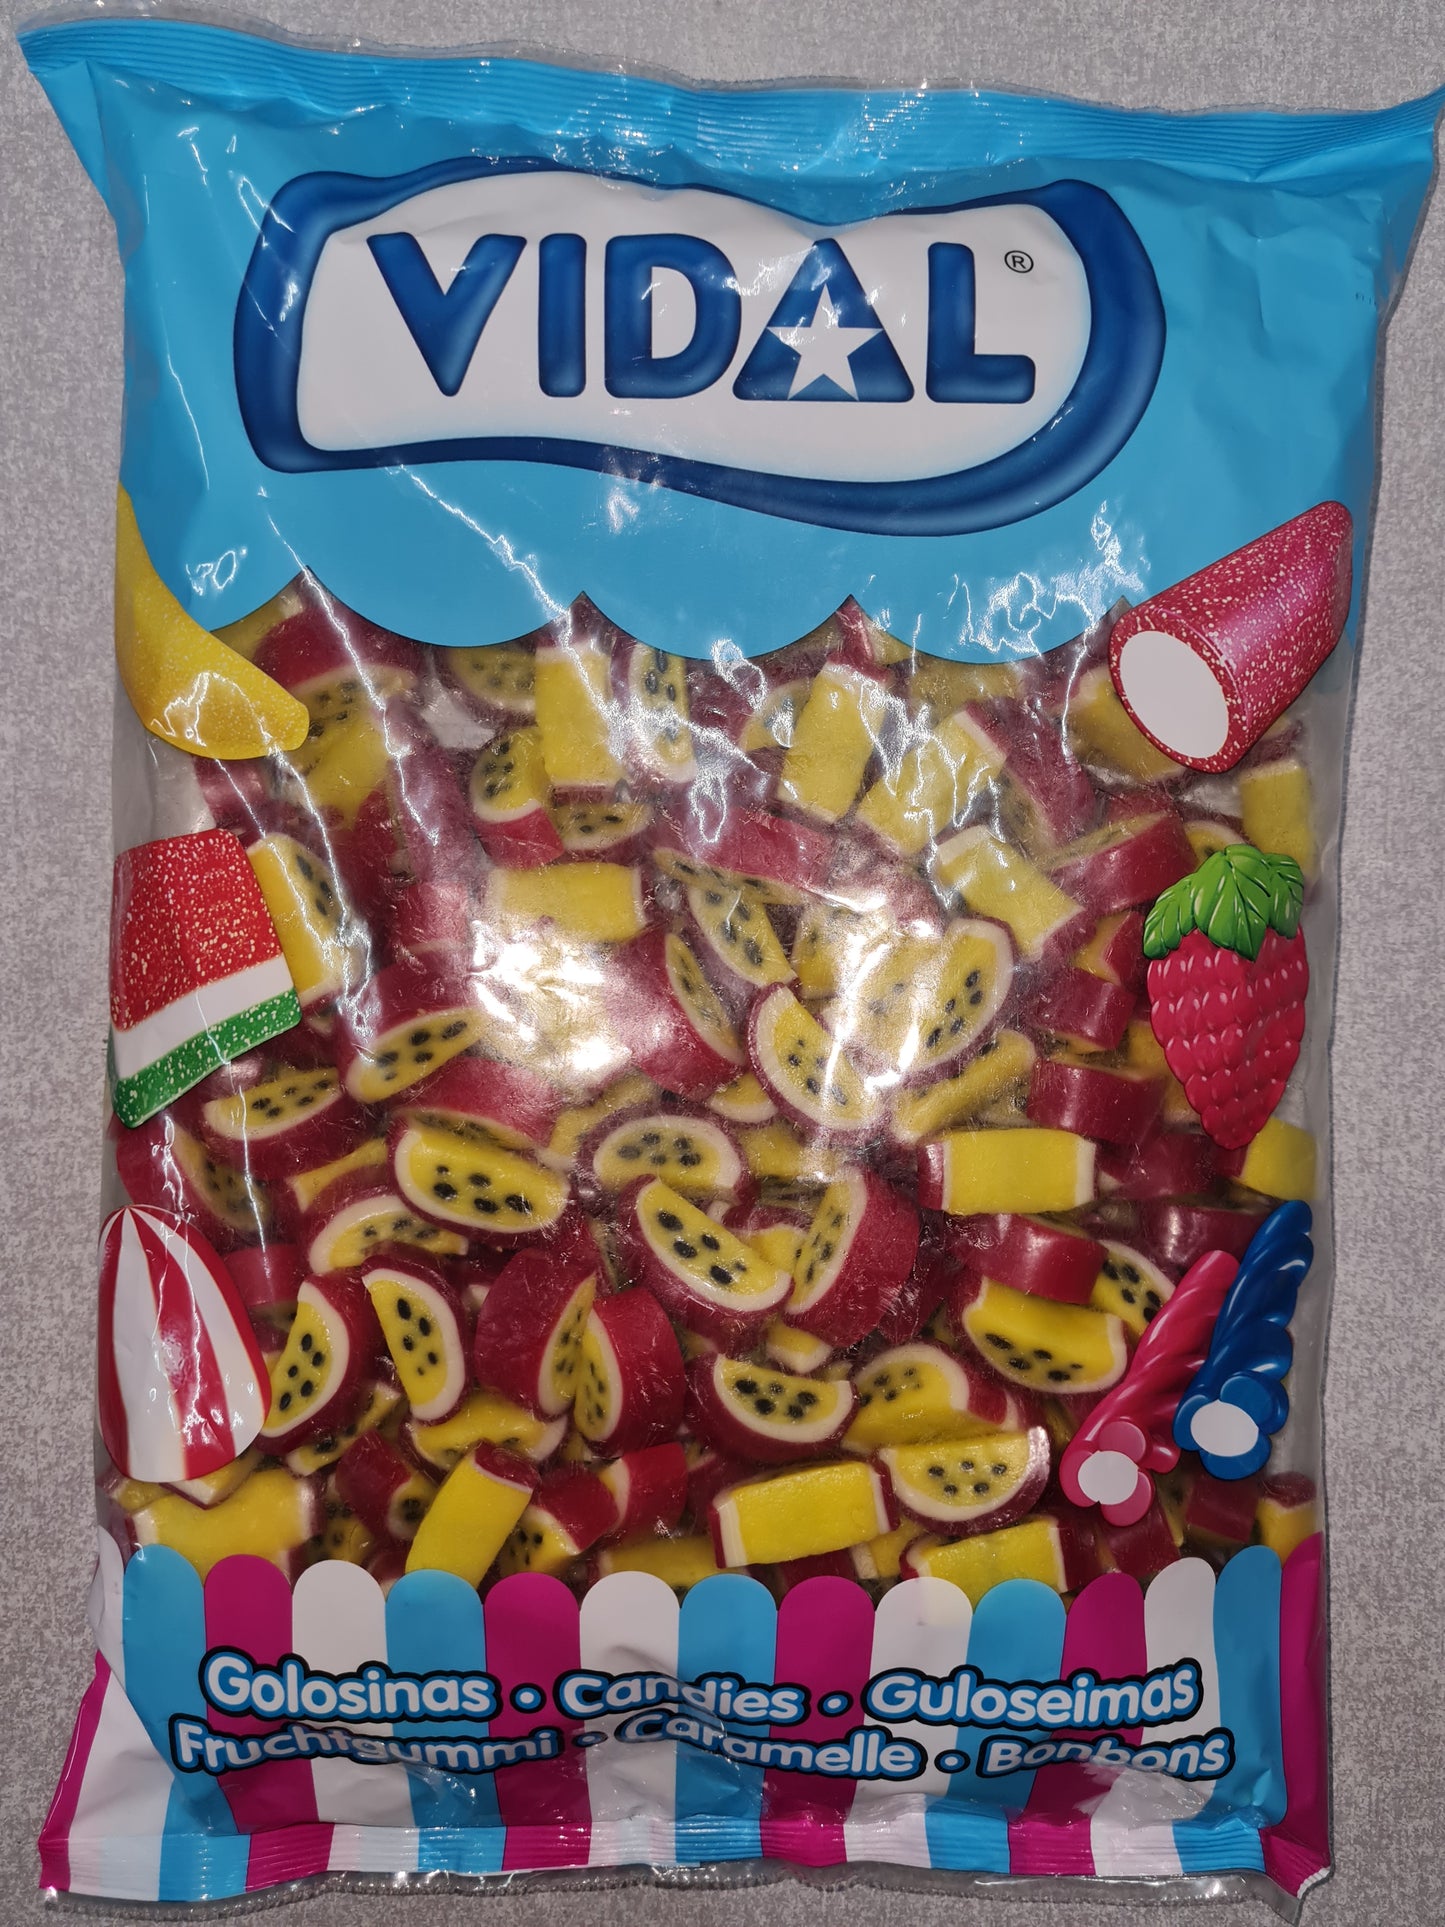 VIDAL®
Golosinas • Candies • Guloseimas
Fruchtgummi • Caramelle • Bonbons